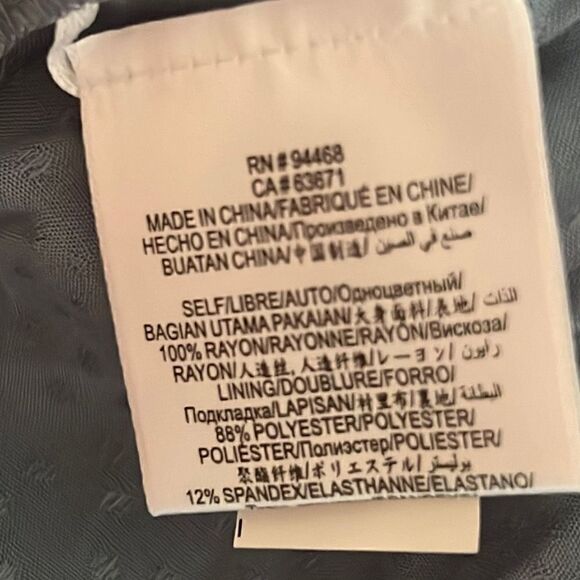 RN # 94468
CA # 63671
MADE IN CHINA/FABRIQUÉ EN CHINE/
HECHO EN CHINA/Произведено в Китае/
BUATAN CHINA/中国制造/ صنع في الصين
SELF/LIBRE/AUTO/Одноцветный/
BAGIAN UTAMA PAKAIAN/大身面料/表地/ الذات
100% RAYON/RAYONNE/RAYÓN/Вискоза/
RAYON/人造丝, 人造纤维/レーヨン/ رايون
LINING/DOUBLURE/FORRO/
Подкладка/LAPISAN/衬里布/裏地/ البطانة
88% POLYESTER/POLYESTER/
POLIÉSTER/Полиэстер/POLIESTER/
聚酯纤维/ポリエステル/ بوليستر
12% SPANDEX/ELASTHANNE/ELASTANO/